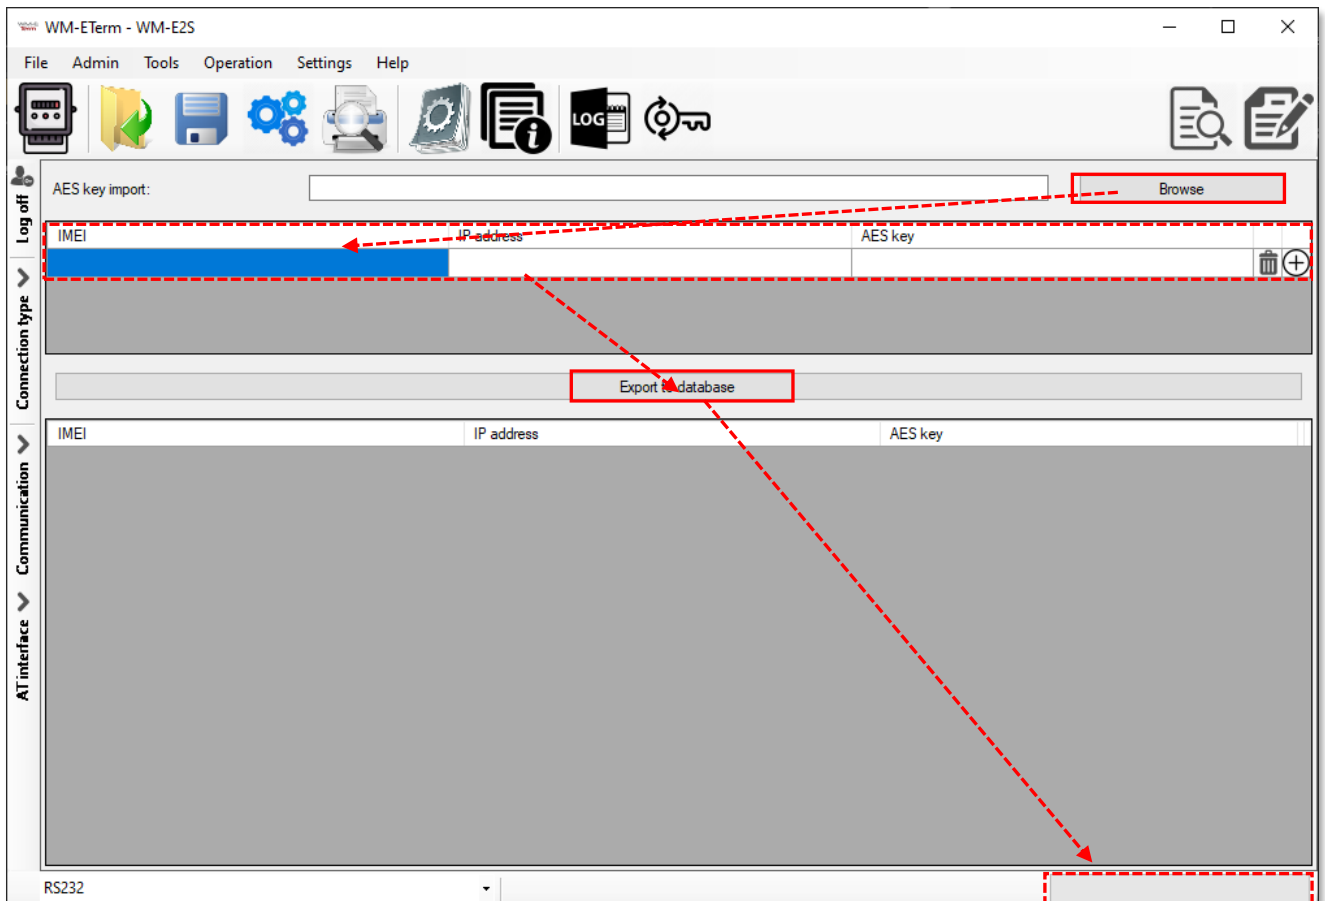 WM-ETerm - WM-E2S
File Admin Tools Operation Settings Help
LOG
Log off
Connection type
Communication
AT interface
AES key import:
Browse
IMEI IP address AES key
Export to database
IMEI IP address AES key
RS232